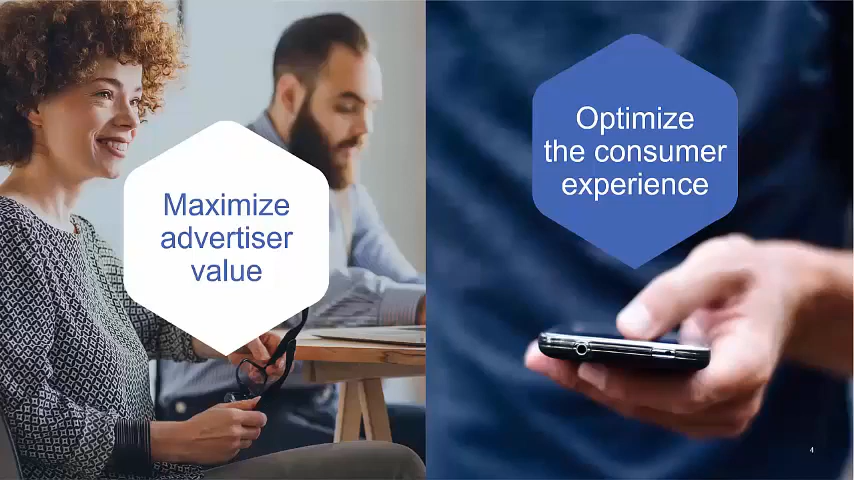 Maximize
advertiser
value
Optimize
the consumer
experience
4